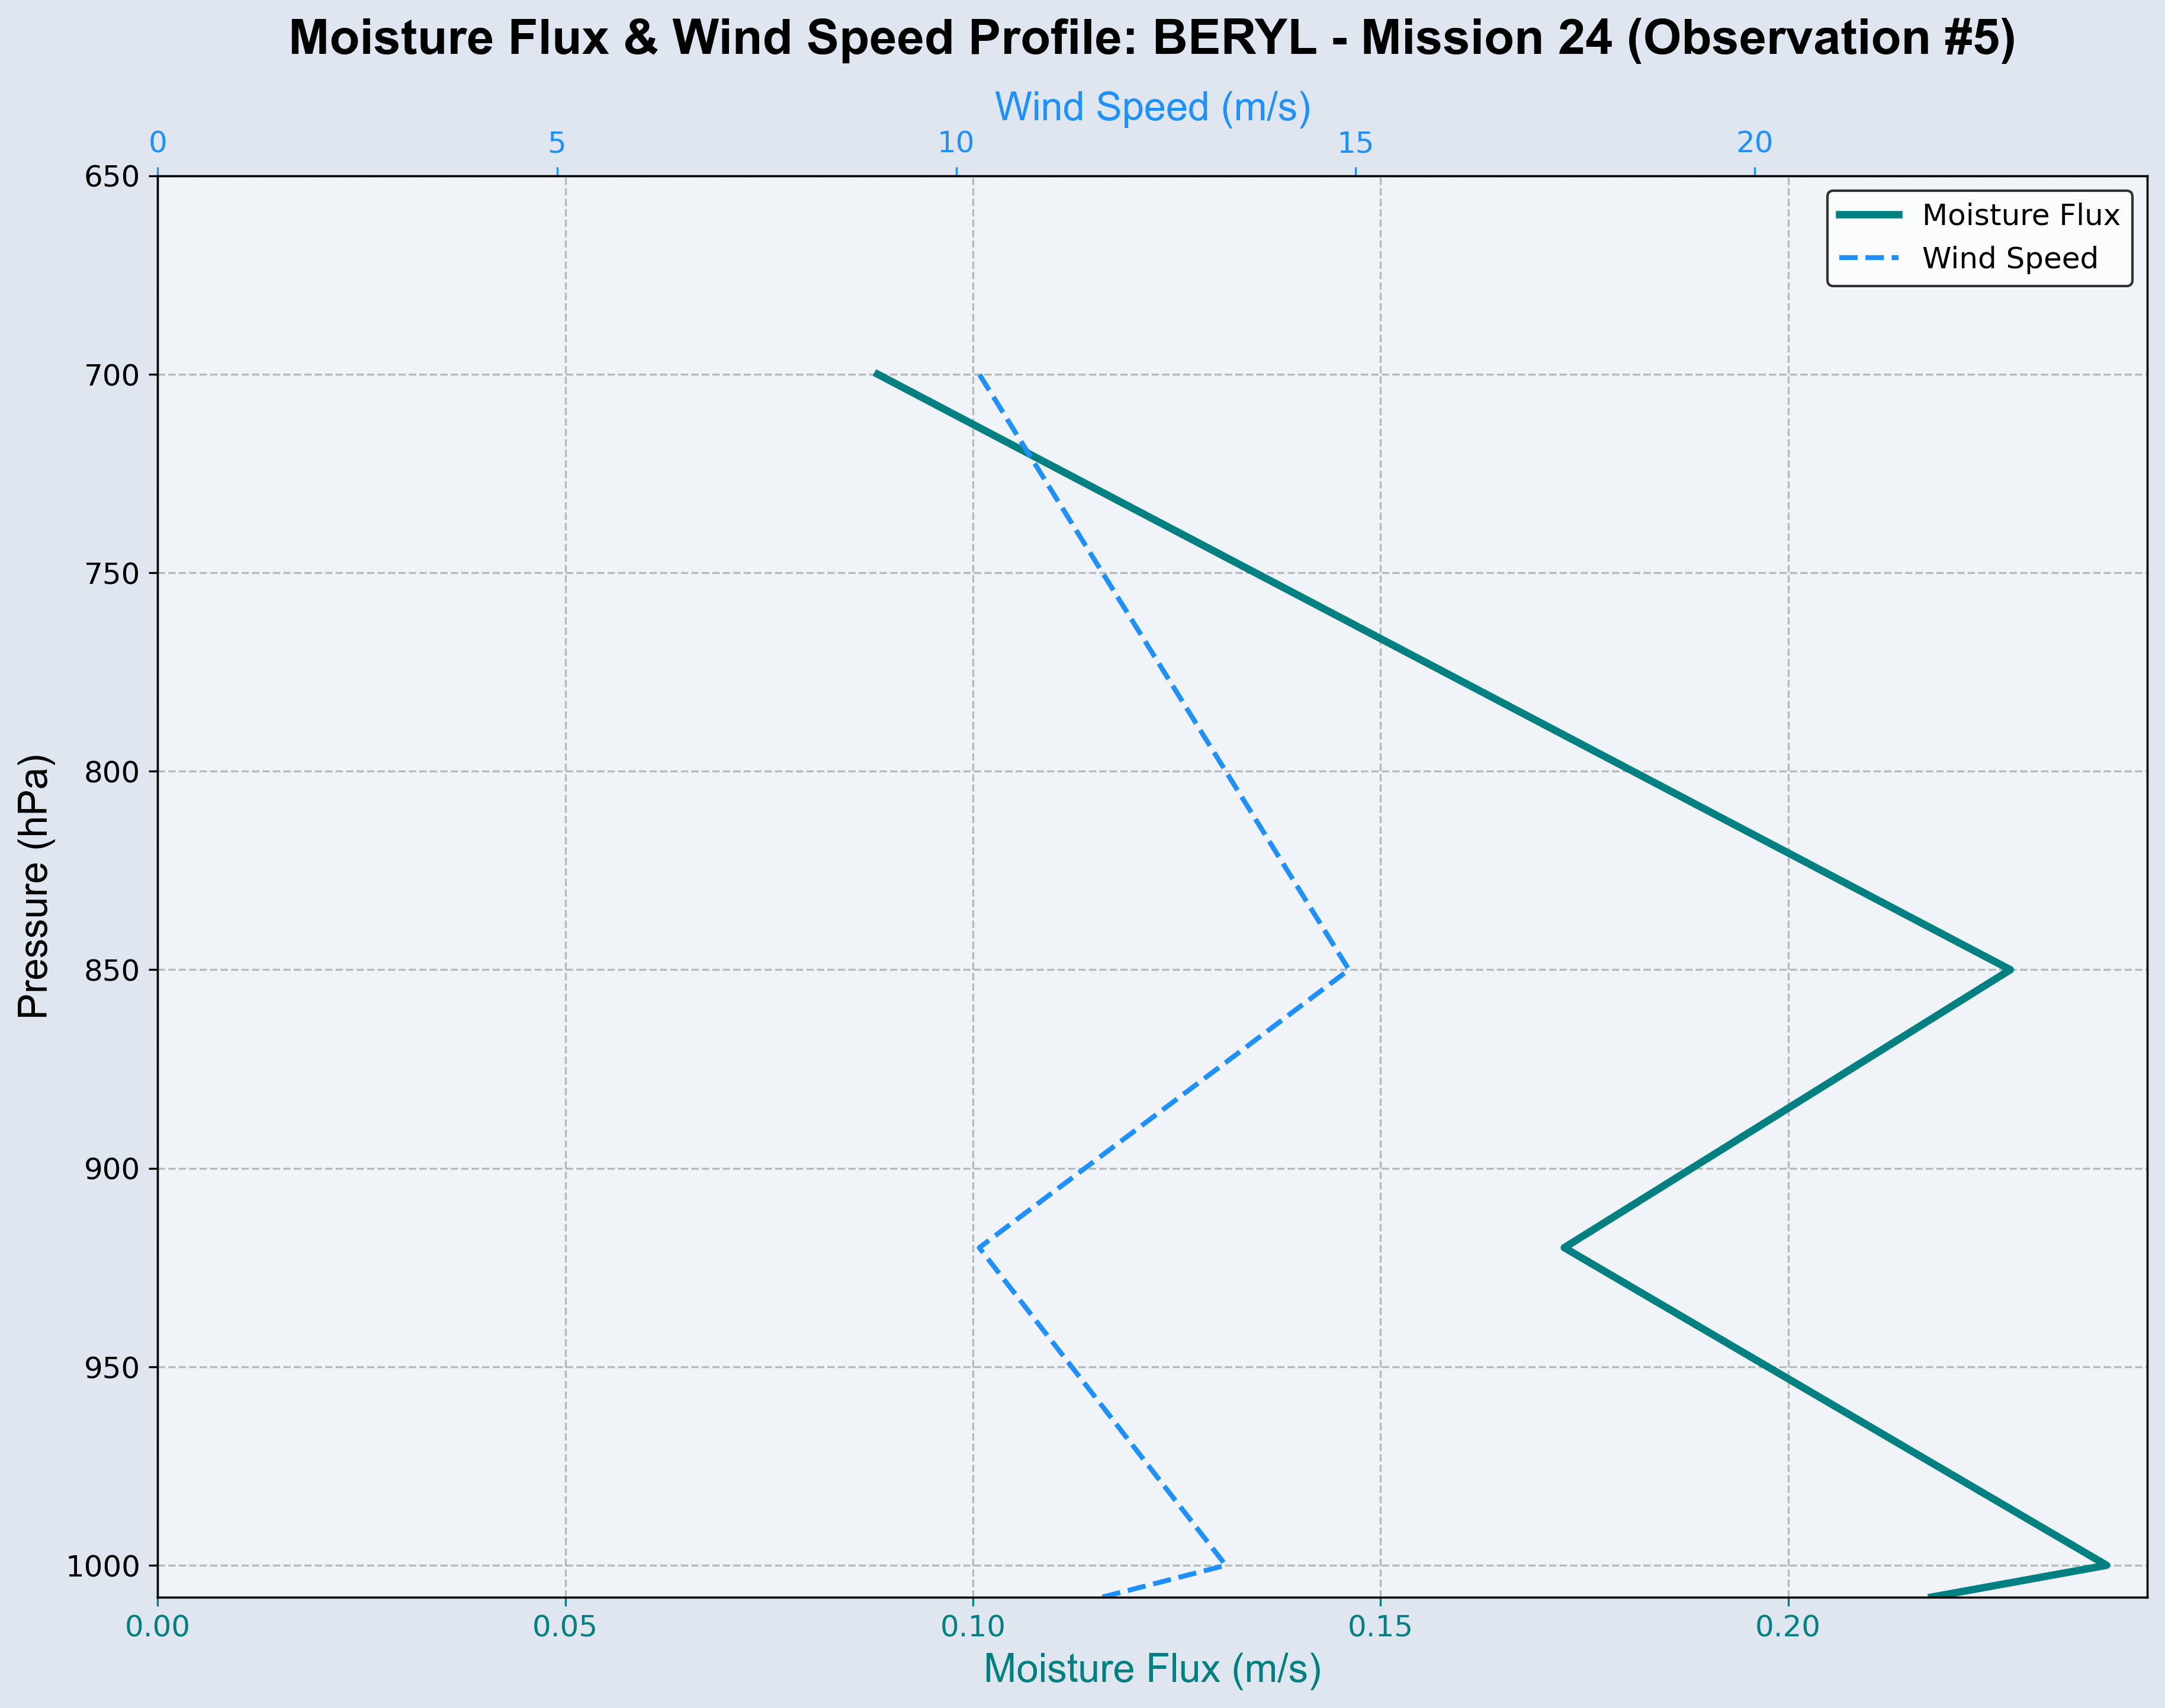 Moisture Flux & Wind Speed Profile: BERYL - Mission 24 (Observation #5)
Wind Speed (m/s)
0 5 10 15 20
Moisture Flux
Wind Speed
Pressure (hPa)
650
700
750
800
850
900
950
1000
0.00 0.05 0.10 0.15 0.20
Moisture Flux (m/s)